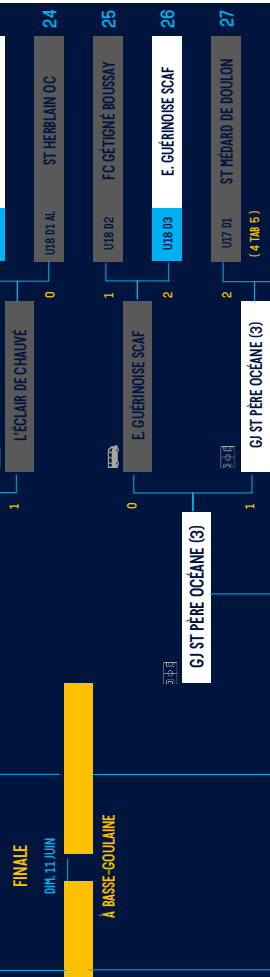 24
ST HERBLAIN OC
U18 D1 AL
0
25
FC GÉTIGNÉ BOUSSAY
U18 D2
1
26
E. GUÉRINOISE SCAF
U18 D3
2
27
ST MÉDARD DE DOULON
U17 D1
(4 TAB 5)
2
L'ÉCLAIR DE CHAUVÉ
1
E. GUÉRINOISE SCAF
0
GJ ST PÈRE OCÉANE (3)
1
GJ ST PÈRE OCÉANE (3)
FINALE
DIM. 11 JUIN
À BASSE-GOULAINE